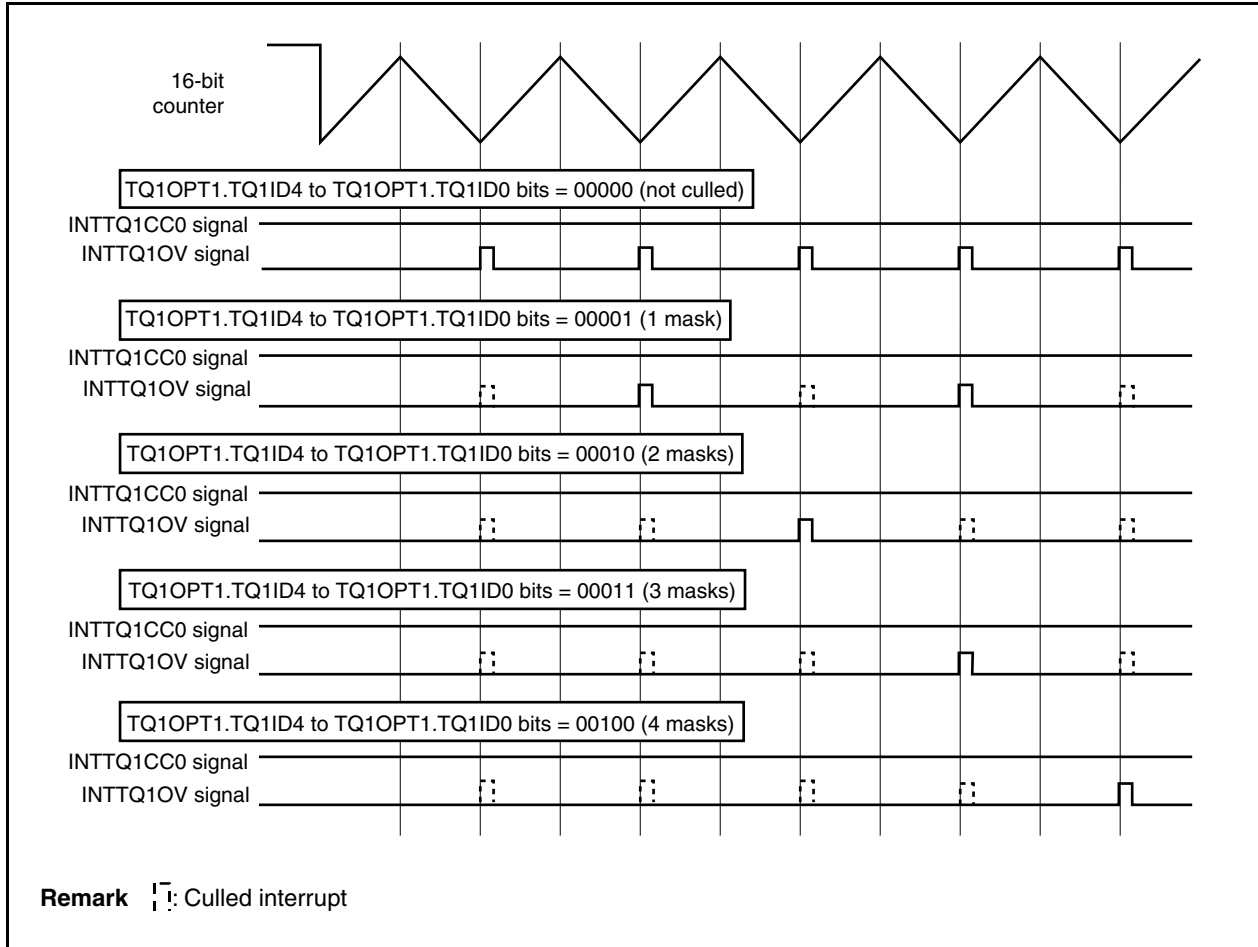 16-bit
counter
TQ1OPT1.TQ1ID4 to TQ1OPT1.TQ1ID0 bits = 00000 (not culled)
INTTQ1CC0 signal
INTTQ1OV signal
TQ1OPT1.TQ1ID4 to TQ1OPT1.TQ1ID0 bits = 00001 (1 mask)
INTTQ1CC0 signal
INTTQ1OV signal
TQ1OPT1.TQ1ID4 to TQ1OPT1.TQ1ID0 bits = 00010 (2 masks)
INTTQ1CC0 signal
INTTQ1OV signal
TQ1OPT1.TQ1ID4 to TQ1OPT1.TQ1ID0 bits = 00011 (3 masks)
INTTQ1CC0 signal
INTTQ1OV signal
TQ1OPT1.TQ1ID4 to TQ1OPT1.TQ1ID0 bits = 00100 (4 masks)
INTTQ1CC0 signal
INTTQ1OV signal
Remark : Culled interrupt